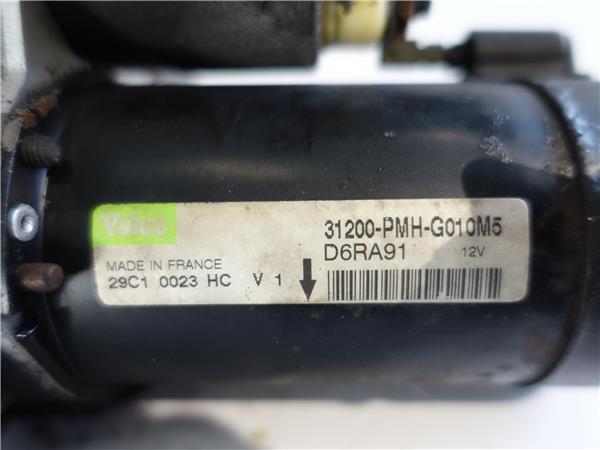 Valeo
31200-PMH-G010M5
D6RA91 12V
MADE IN FRANCE
29C1 0023 HC V 1